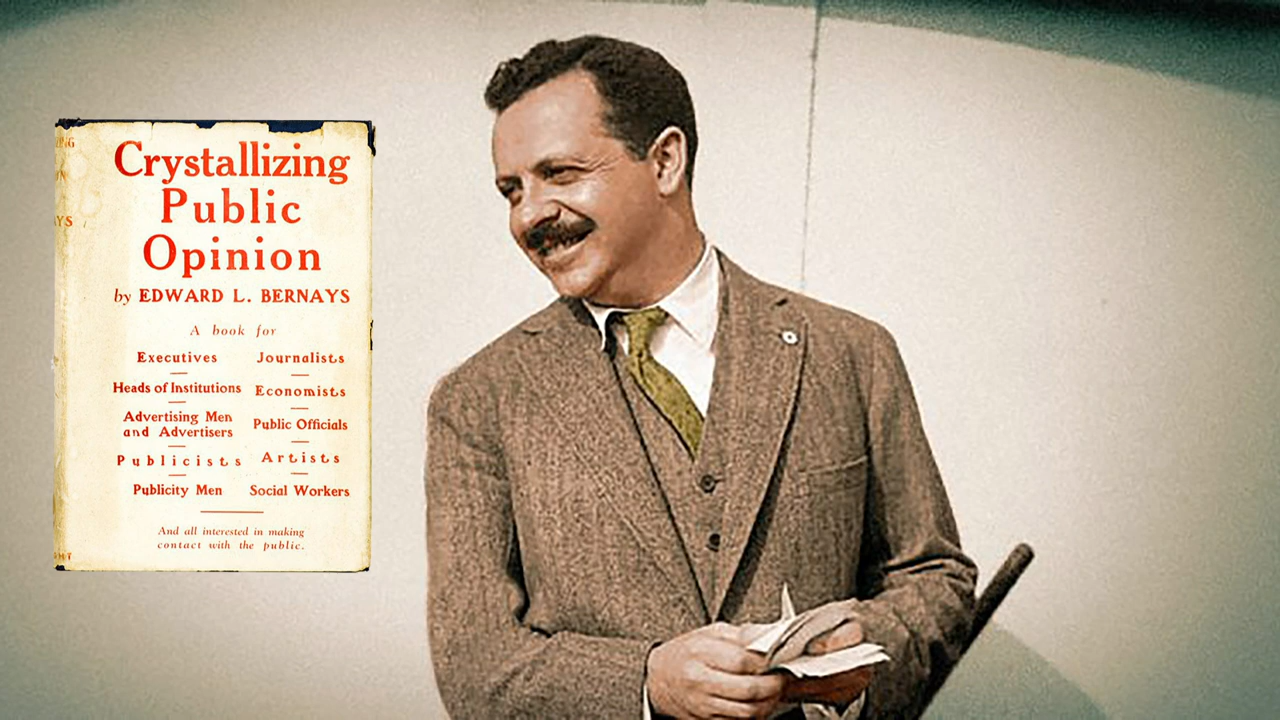 Crystallizing
Public
Opinion
by EDWARD L. BERNAYS
A book for
Executives
Journalists
Heads of Institutions
Economists
Advertising Men
and Advertisers
Public Officials
Publicists
Artists
Publicity Men
Social Workers
And all interested in making
contact with the public.